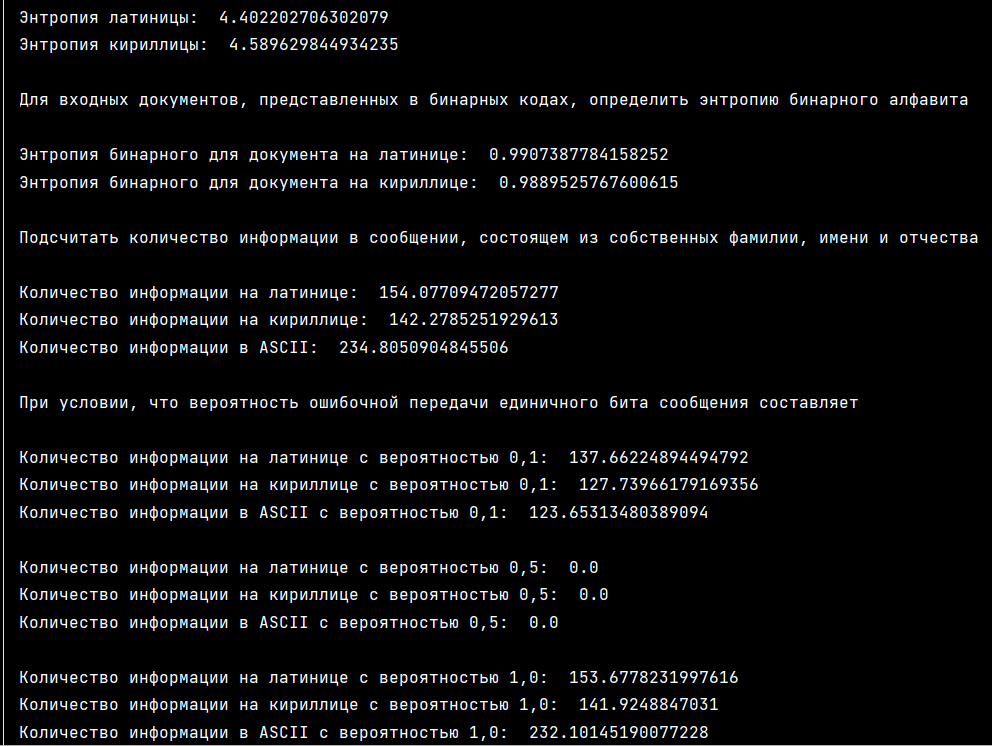 Энтропия латиницы:  4.402202706302079
Энтропия кириллицы:  4.589629844934235
Для входных документов, представленных в бинарных кодах, определить энтропию бинарного алфавита
Энтропия бинарного для документа на латинице:  0.9907387784158252
Энтропия бинарного для документа на кириллице:  0.9889525767600615
Подсчитать количество информации в сообщении, состоящем из собственных фамилии, имени и отчества
Количество информации на латинице:  154.07709472057277
Количество информации на кириллице:  142.2785251929613
Количество информации в ASCII:  234.8050904845506
При условии, что вероятность ошибочной передачи единичного бита сообщения составляет
Количество информации на латинице с вероятностью 0,1:  137.66224894494792
Количество информации на кириллице с вероятностью 0,1:  127.73966179169356
Количество информации в ASCII с вероятностью 0,1:  123.65313480389094
Количество информации на латинице с вероятностью 0,5:  0.0
Количество информации на кириллице с вероятностью 0,5:  0.0
Количество информации в ASCII с вероятностью 0,5:  0.0
Количество информации на латинице с вероятностью 1,0:  153.6778231997616
Количество информации на кириллице с вероятностью 1,0:  141.9248847031
Количество информации в ASCII с вероятностью 1,0:  232.10145190077228